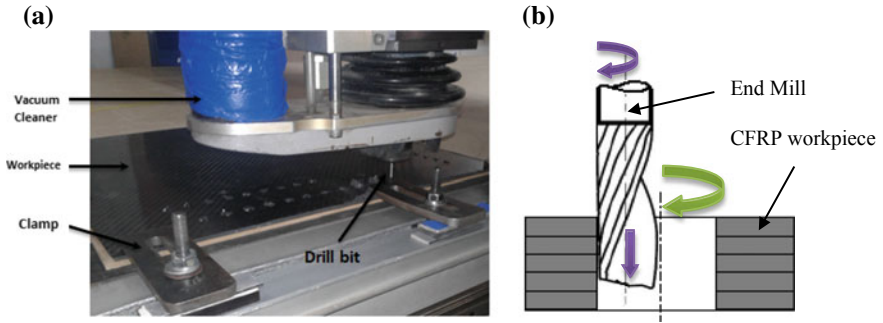 (a)
Vacuum
Cleaner
Workpiece
Clamp
Drill bit
(b)
End Mill
CFRP workpiece